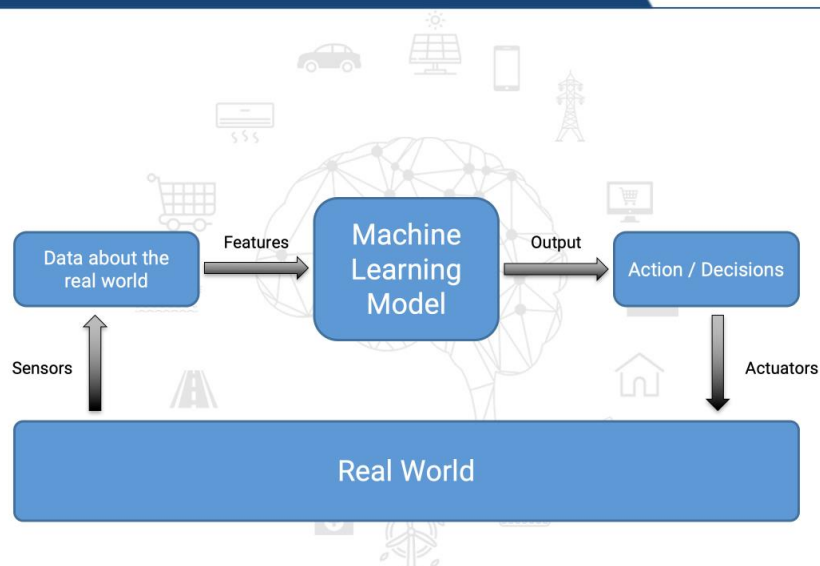 Data about the
real world
Features
Machine
Learning
Model
Output
Action / Decisions
Sensors
Actuators
Real World